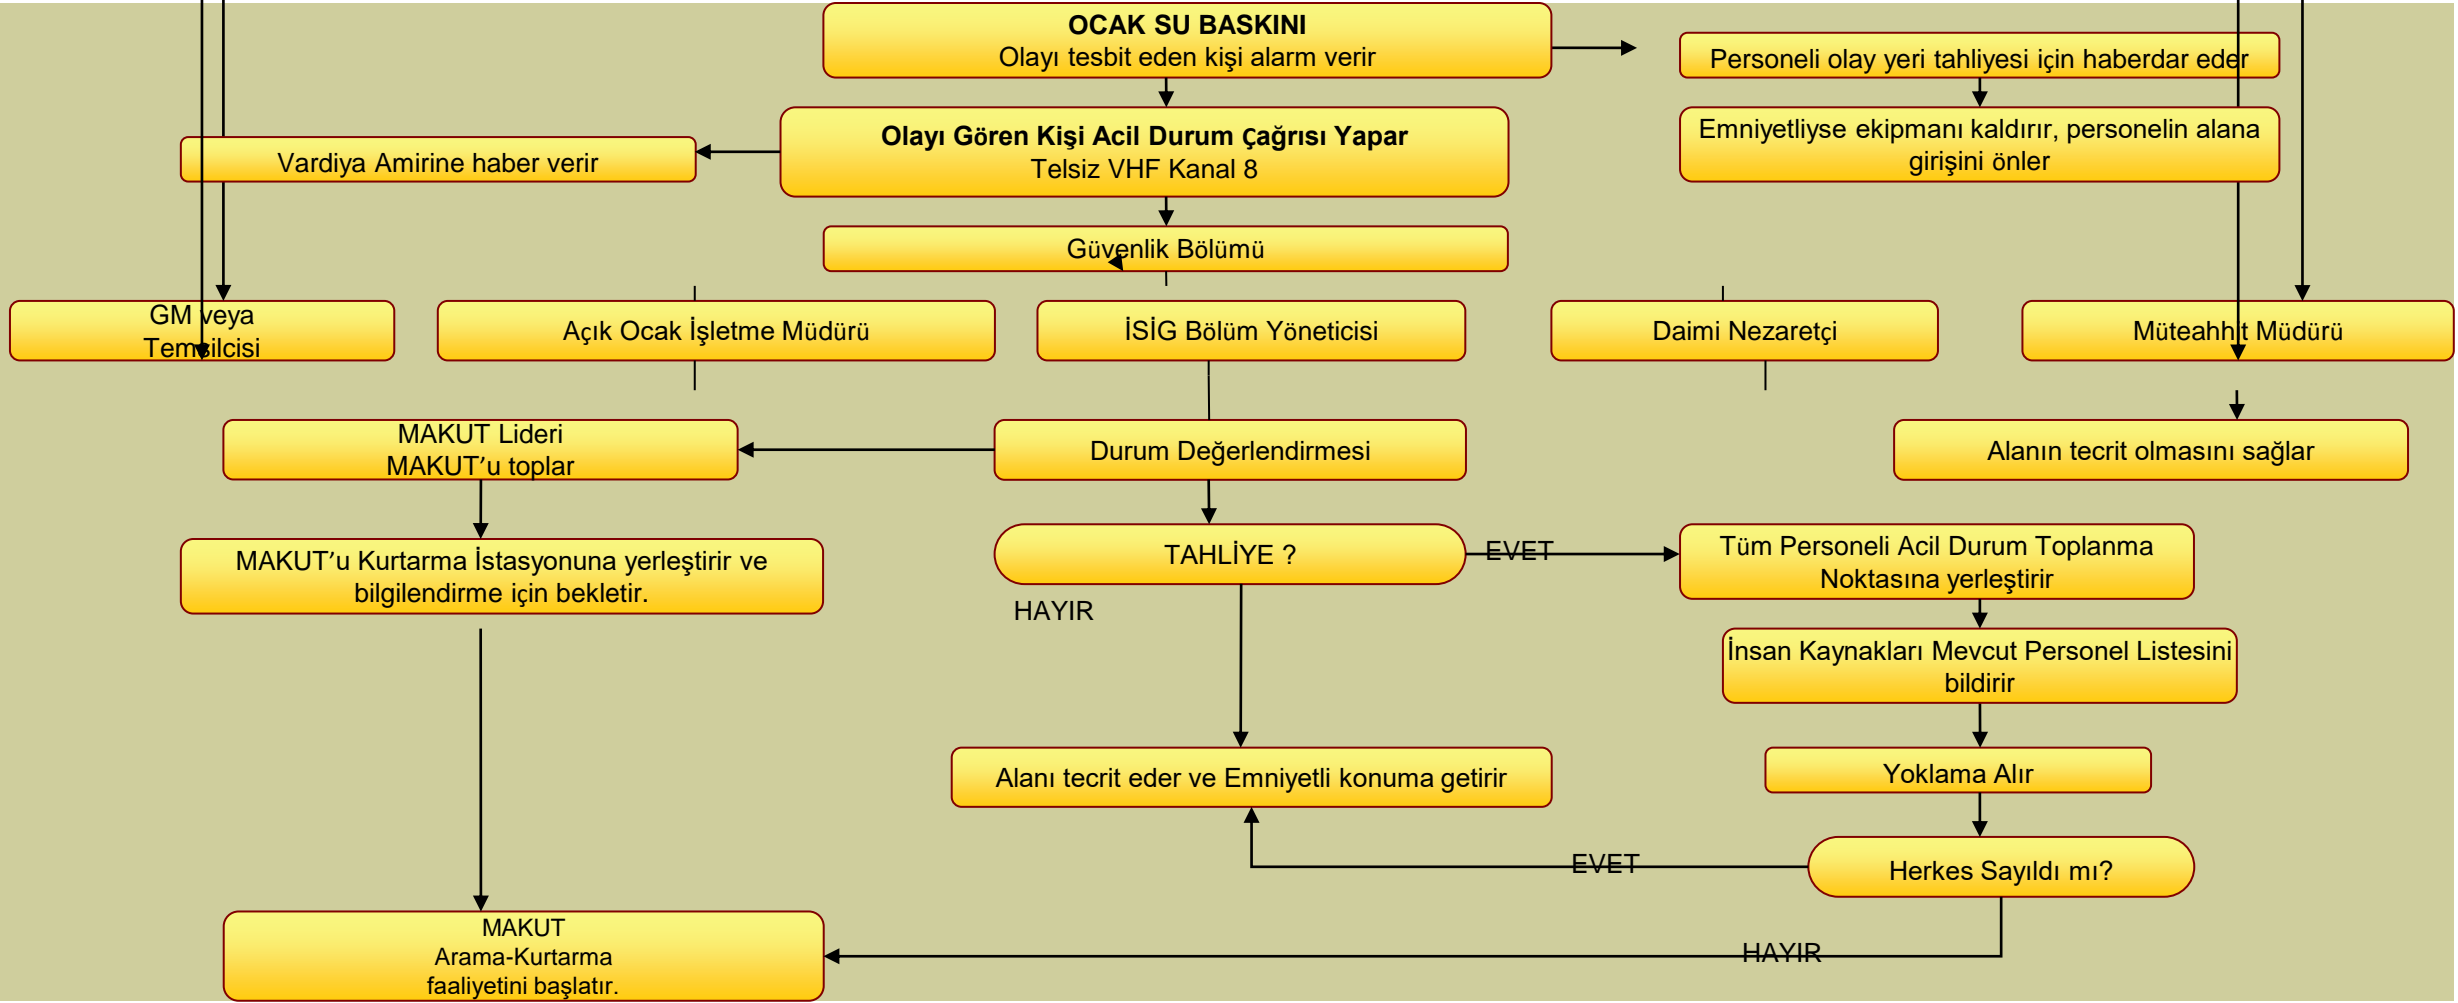 OCAK SU BASKINI
Olayı tesbit eden kişi alarm verir
Personeli olay yeri tahliyesi için haberdar eder
Olayı Gören Kişi Acil Durum Çağrısı Yapar
Telsiz VHF Kanal 8
Emniyetliyse ekipmanı kaldırır, personelin alana
girişini önler
Vardiya Amirine haber verir
Güvenlik Bölümü
GM veya
Temsilcisi
Açık Ocak İşletme Müdürü
İSİG Bölüm Yöneticisi
Daimi Nezaretçi
Müteahhit Müdürü
MAKUT Lideri
MAKUT’u toplar
Durum Değerlendirmesi
Alanın tecrit olmasını sağlar
MAKUT’u Kurtarma İstasyonuna yerleştirir ve
bilgilendirme için bekletir.
TAHLİYE ?
EVET
Tüm Personeli Acil Durum Toplanma
Noktasına yerleştirir
HAYIR
İnsan Kaynakları Mevcut Personel Listesini
bildirir
Alanı tecrit eder ve Emniyetli konuma getirir
Yoklama Alır
EVET
Herkes Sayıldı mı?
MAKUT
Arama-Kurtarma
faaliyetini başlatır.
HAYIR